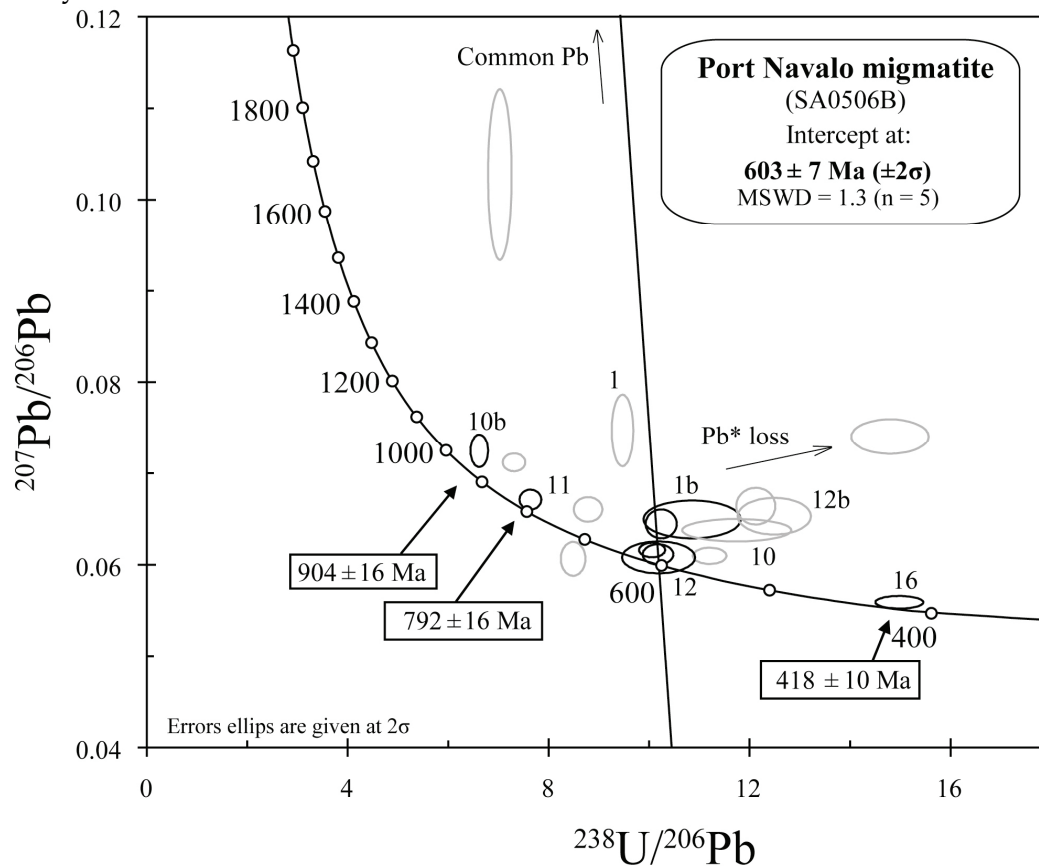 0.12
Common Pb
Port Navalo migmatite
(SA0506B)
Intercept at:
603 ± 7 Ma (±2σ)
MSWD = 1.3 (n = 5)
1800
0.10
1600
1400
207Pb/206Pb
0.08
1200
1
10b
1000
Pb* loss
11
1b
12b
0.06
10
904 ± 16 Ma
600
12
16
792 ± 16 Ma
400
418 ± 10 Ma
Errors ellips are given at 2σ
0.04
0
4
8
12
16
238U/206Pb